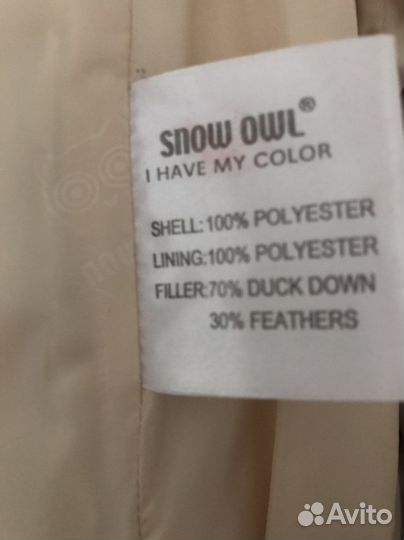 SNOW OWL®
I HAVE MY COLOR
SHELL:100% POLYESTER
LINING:100% POLYESTER
FILLER:70% DUCK DOWN
30% FEATHERS
Avito